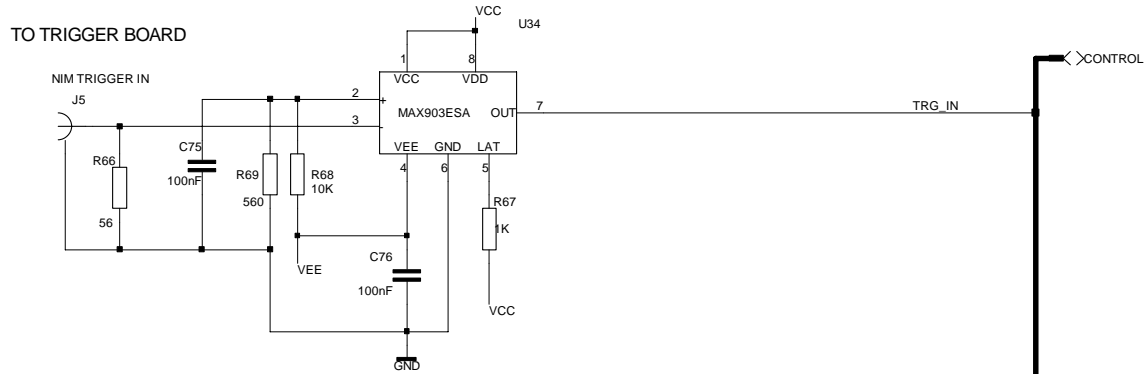 VCC
U34
TO TRIGGER BOARD
1
8
CONTROL
NIM TRIGGER IN
VCC VDD
J5
2
+
MAX903ESA
OUT
7
TRG_IN
3
-
C75
VEE GND LAT
R66
4
6
5
100nF
R69
R68
10K
R67
56
560
1K
C76
VEE
100nF
VCC
GND